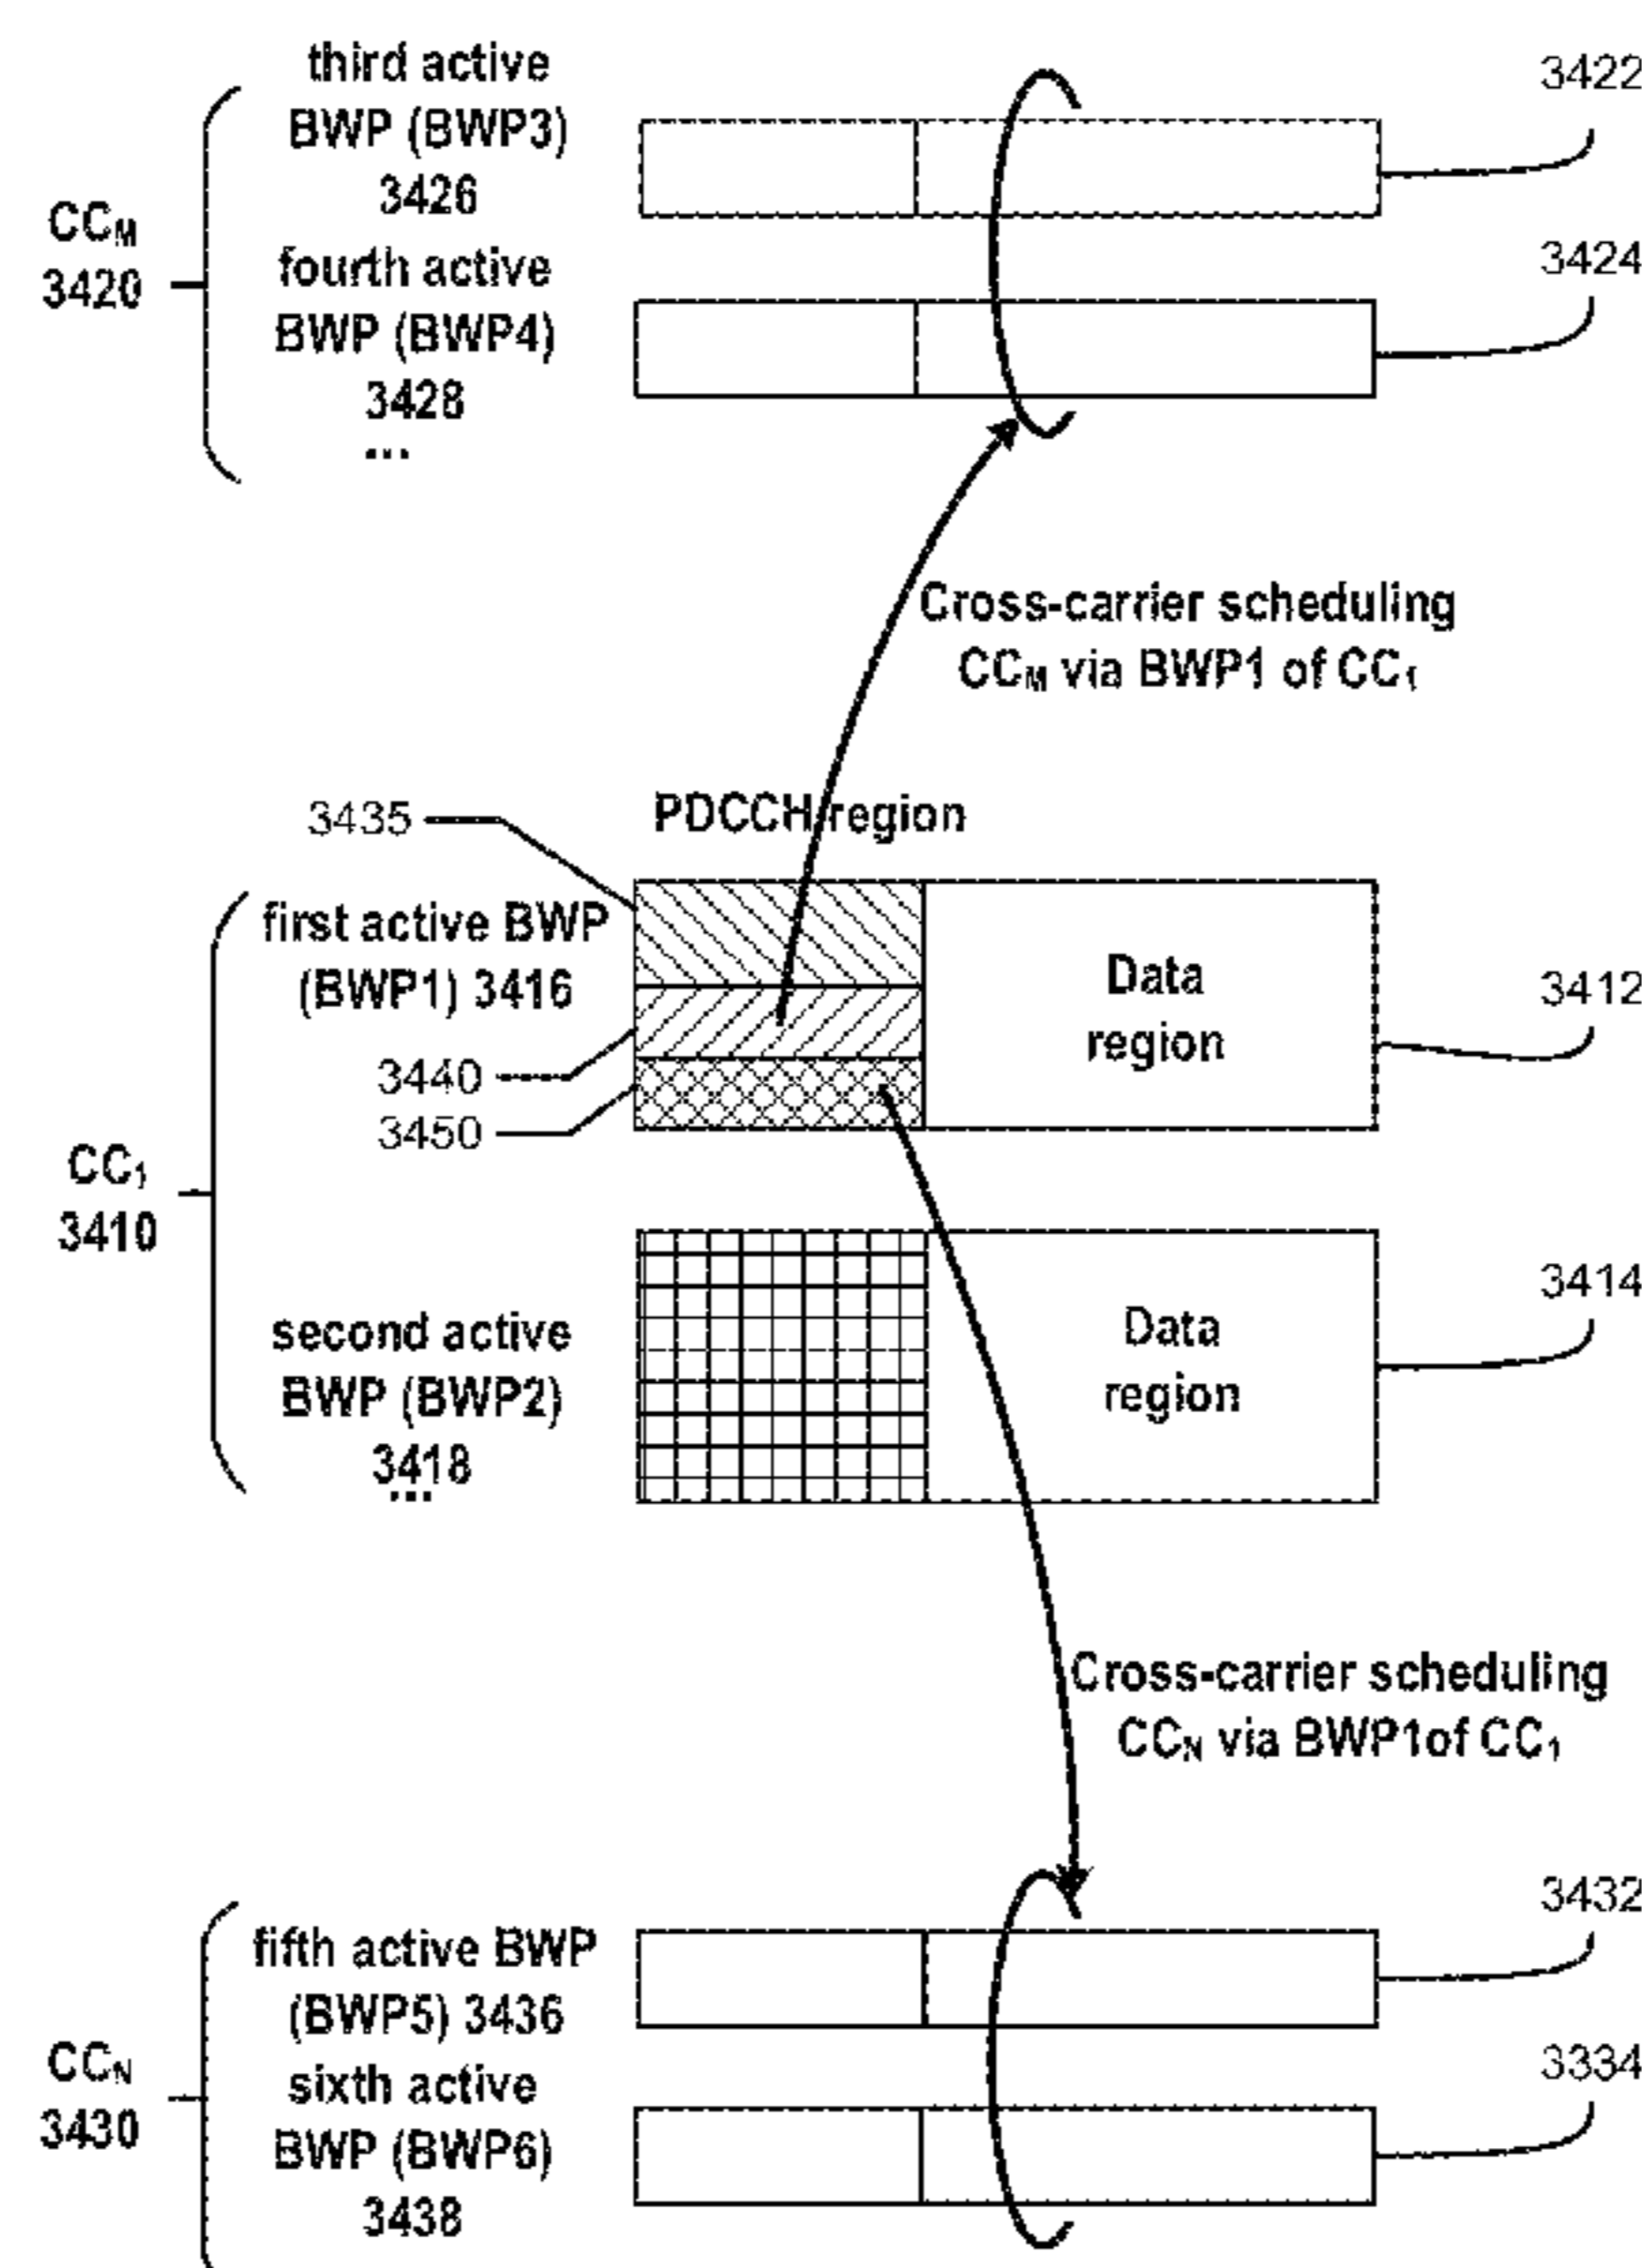 third active
BWP (BWP3)
3426
3422
CCM
3420
fourth active
BWP (BWP4)
3428
...
3424
Cross-carrier scheduling
CCM via BWP1 of CC1
3435
PDCCH region
first active BWP
(BWP1) 3416
Data
region
3412
3440
3450
CC1
3410
second active
BWP (BWP2)
3418
...
Data
region
3414
Cross-carrier scheduling
CCN via BWP1of CC1
fifth active BWP
(BWP5) 3436
3432
CCN
3430
sixth active
BWP (BWP6)
3438
3334